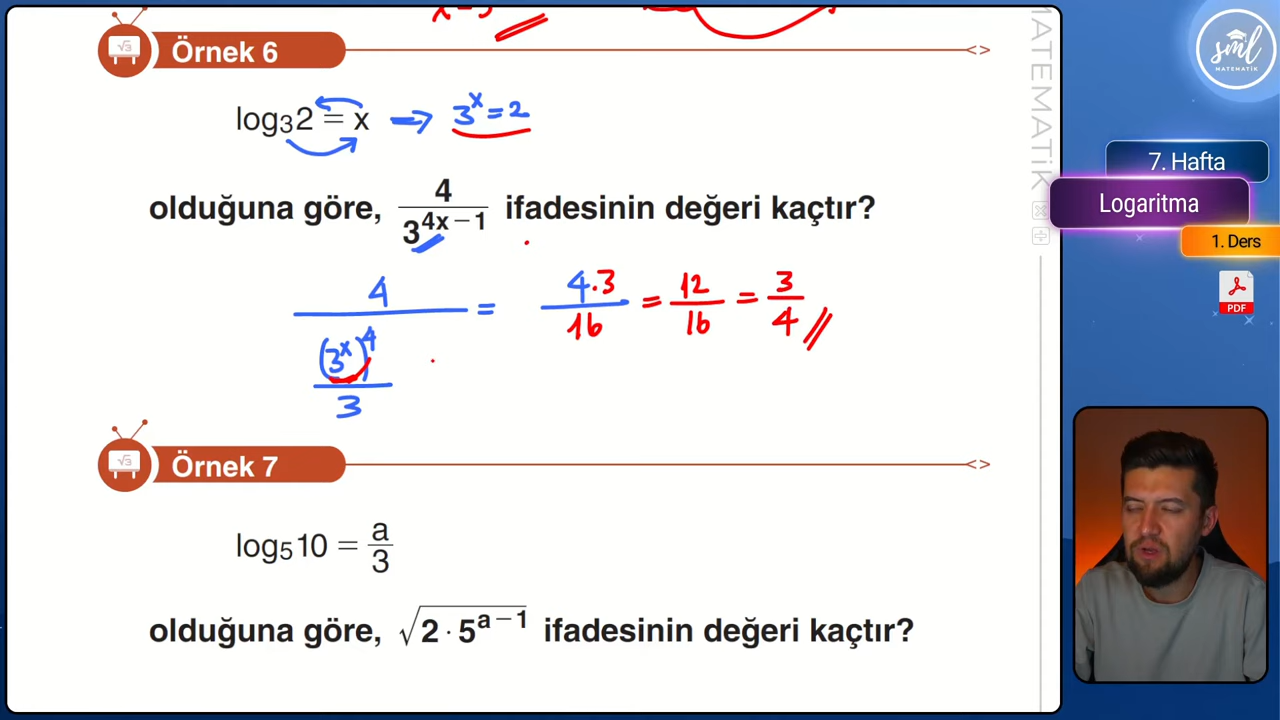 Örnek 6
log₃2 = x → 3ˣ = 2
olduğuna göre, 4 / 3^(4x − 1) ifadesinin değeri kaçtır?
4 / ((3ˣ)⁴ / 3) = 4.3 / 16 = 12 / 16 = 3 / 4 //
Örnek 7
log₅10 = a / 3
olduğuna göre, √(2 · 5^(a − 1)) ifadesinin değeri kaçtır?
ATEMATİK
sml
MATEMATİK
7. Hafta
Logaritma
1. Ders
PDF